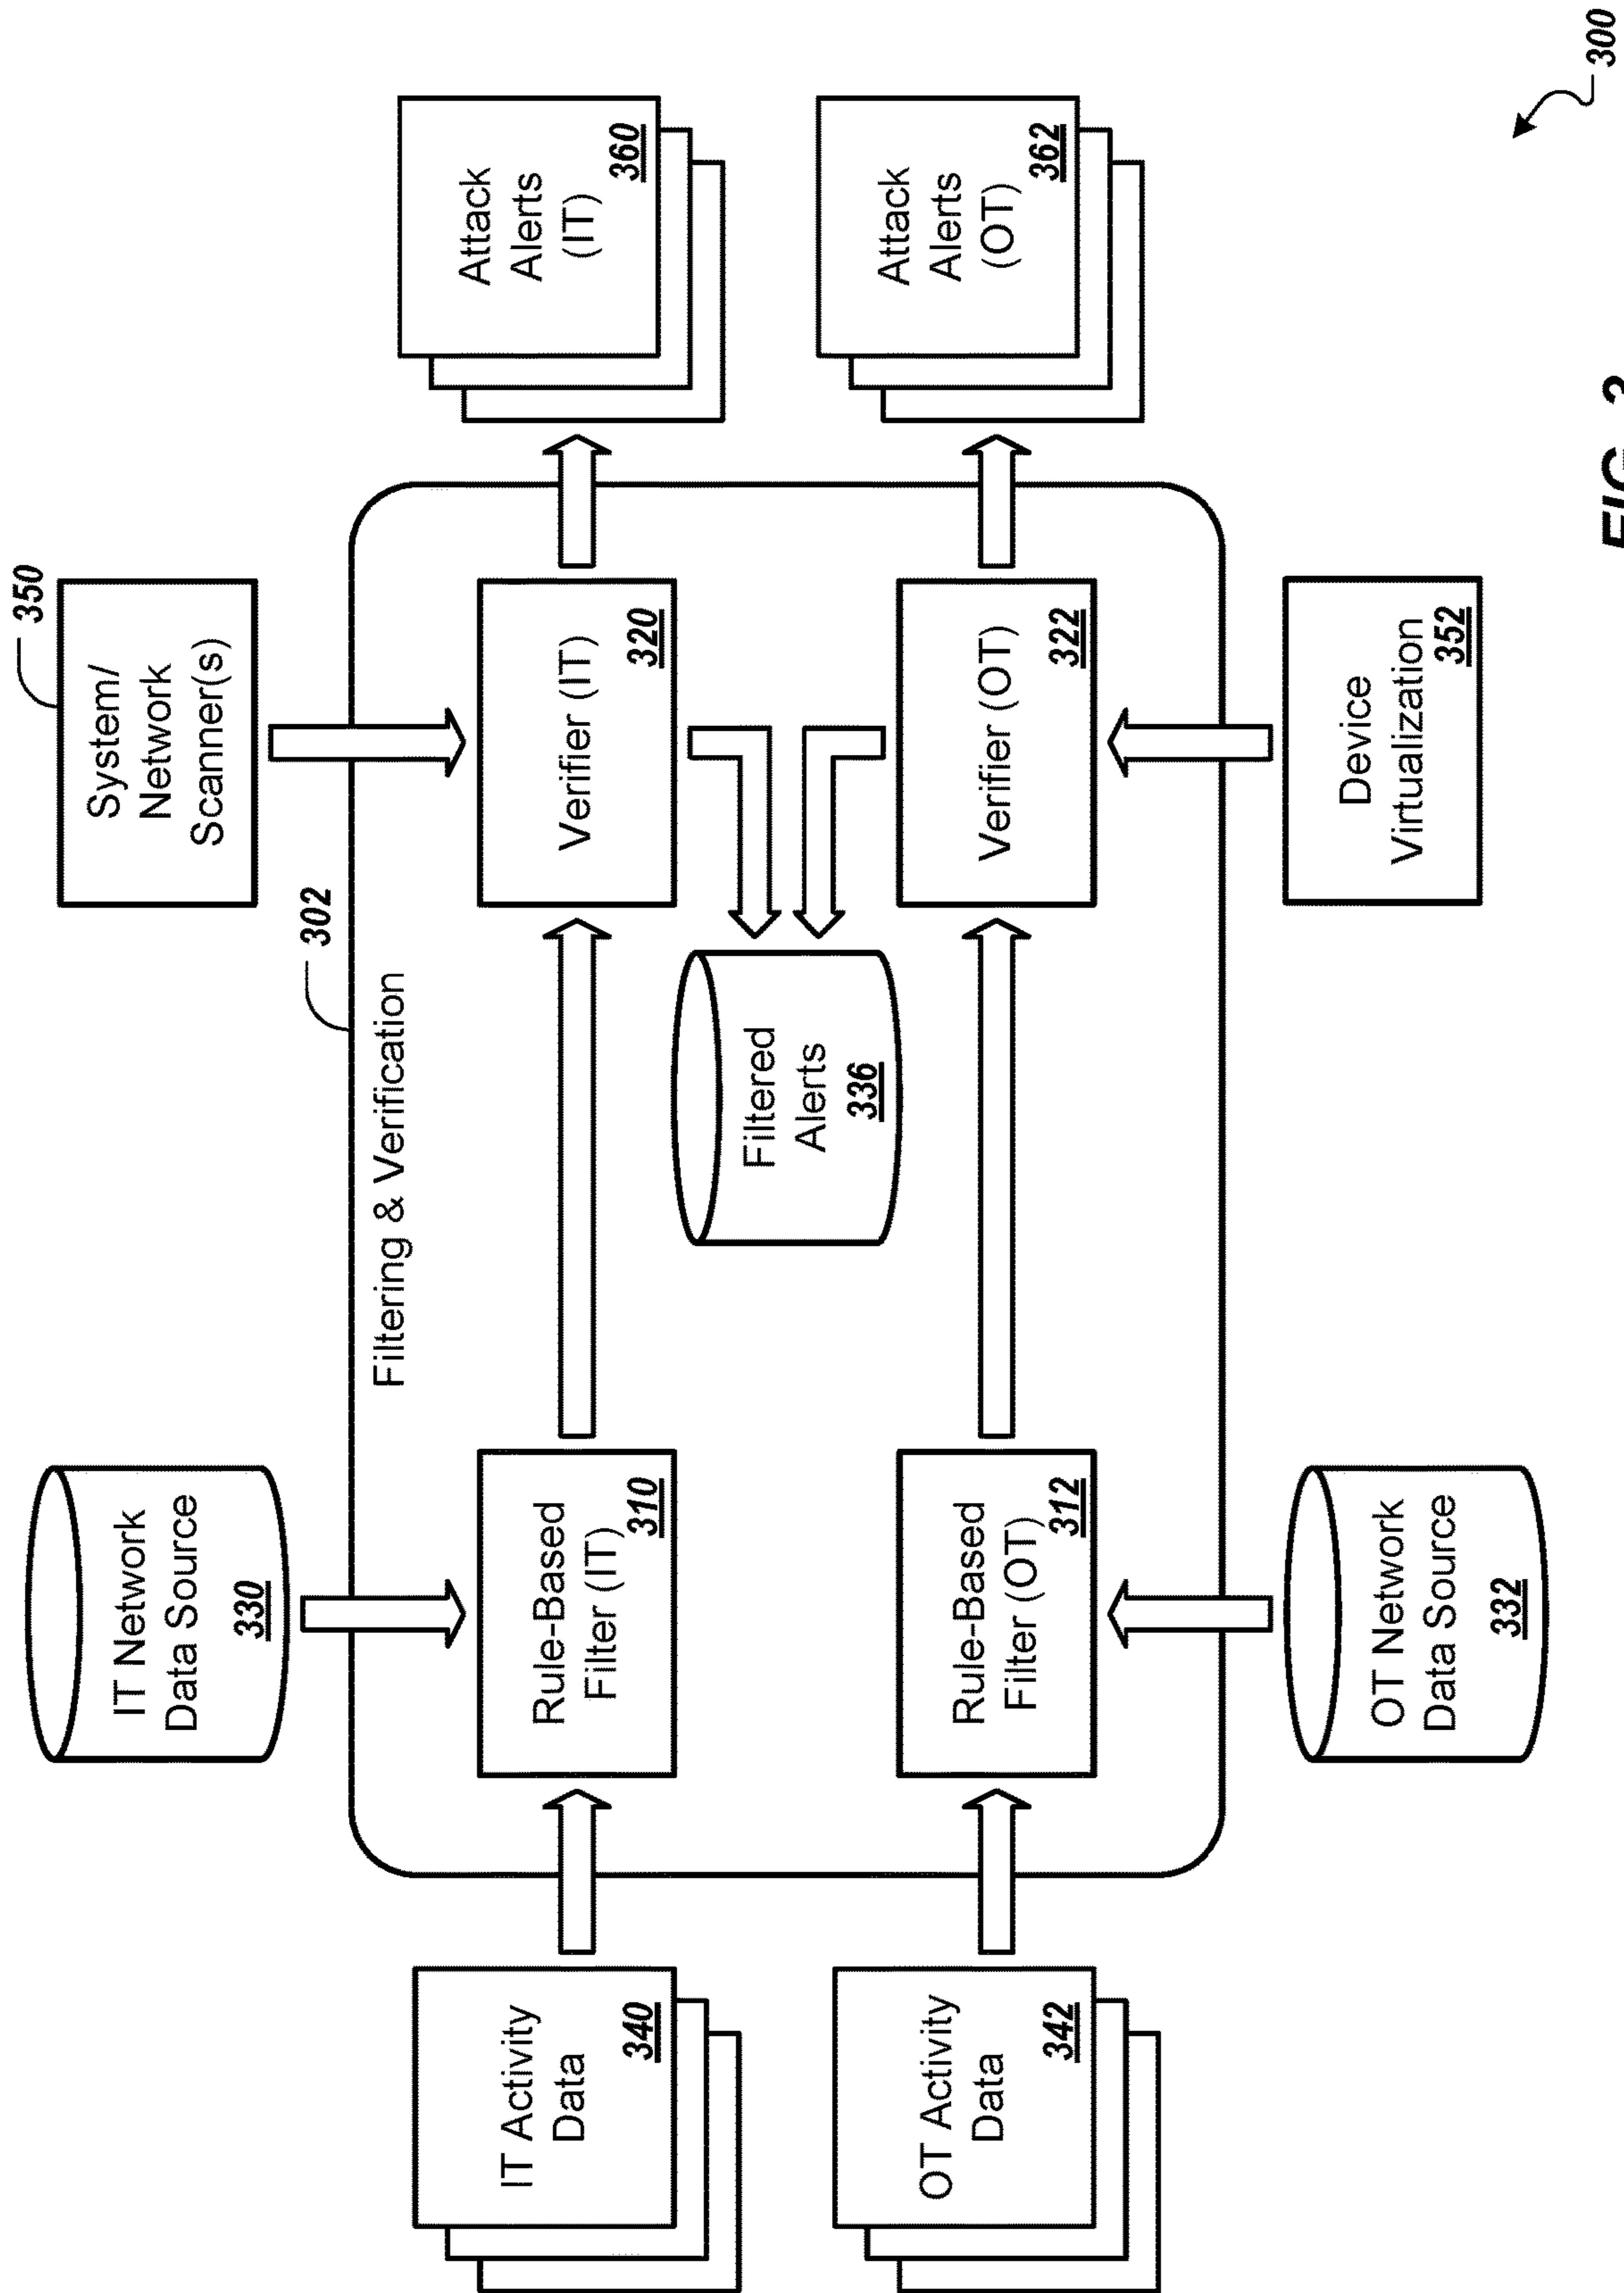 IT Network
Data Source
330
350
System/
Network
Scanner(s)
302
Filtering & Verification
IT Activity
Data
340
Rule-Based
Filter (IT)
310
Verifier (IT)
320
Attack
Alerts
(IT)
360
Filtered
Alerts
336
OT Activity
Data
342
Rule-Based
Filter (OT)
312
Verifier (OT)
322
Attack
Alerts
(OT)
362
OT Network
Data Source
332
Device
Virtualization
352
300
FIG. 3